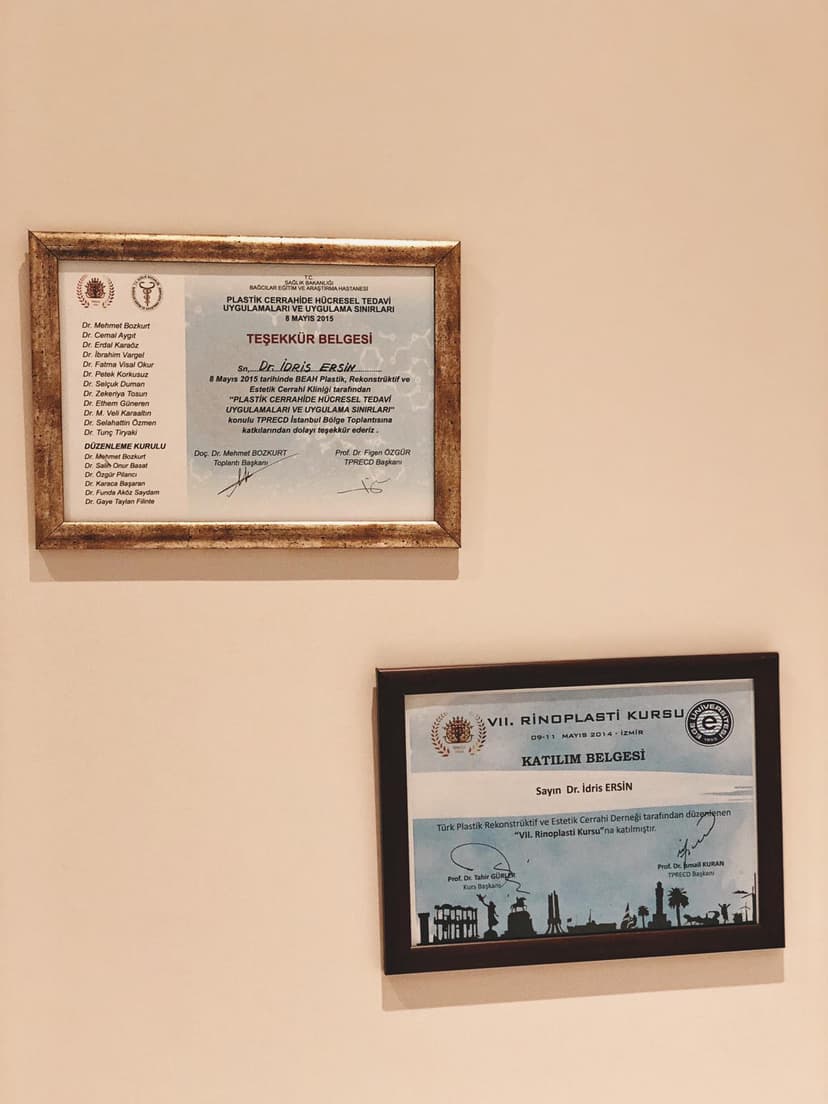 T.C.
SAĞLIK BAKANLIĞI
BAĞCILAR EĞİTİM VE ARAŞTIRMA HASTANESİ
PLASTİK CERRAHİDE HÜCRESEL TEDAVİ
UYGULAMALARI VE UYGULAMA SINIRLARI
8 MAYIS 2015
TEŞEKKÜR BELGESİ
Sn, Dr. İDRİS ERSİN
8 Mayıs 2015 tarihinde BEAH Plastik, Rekonstrüktif ve
Estetik Cerrahi Kliniği tarafından
"PLASTİK CERRAHİDE HÜCRESEL TEDAVİ
UYGULAMALARI VE UYGULAMA SINIRLARI"
konulu TPRECD İstanbul Bölge Toplantısına
katkılarından dolayı teşekkür ederiz .
Doç. Dr. Mehmet BOZKURT
Toplantı Başkanı
Prof. Dr. Figen ÖZGÜR
TPRECD Başkanı
Dr. Mehmet Bozkurt
Dr. Cemal Aygıt
Dr. Erdal Karaöz
Dr. İbrahim Vargel
Dr. Fatma Visal Okur
Dr. Petek Korkusuz
Dr. Selçuk Duman
Dr. Zekeriya Tosun
Dr. Ethem Güneren
Dr. M. Veli Karaaltın
Dr. Selahattin Özmen
Dr. Tunç Tiryaki
DÜZENLEME KURULU
Dr. Mehmet Bozkurt
Dr. Salih Onur Basat
Dr. Özgür Pilancı
Dr. Karaca Başaran
Dr. Funda Aköz Saydam
Dr. Gaye Taylan Filinte
VII. RİNOPLASTİ KURSU
09-11 MAYIS 2014 - İZMİR
EGE ÜNİVERSİTESİ
1955
KATILIM BELGESİ
Sayın Dr. İdris ERSİN
Türk Plastik Rekonstrüktif ve Estetik Cerrahi Derneği tarafından düzenlenen
"VII. Rinoplasti Kursu"na katılmıştır.
Prof. Dr. Tahir GÜRLER
Kurs Başkanı
Prof. Dr. İsmail KURAN
TPRECD Başkanı